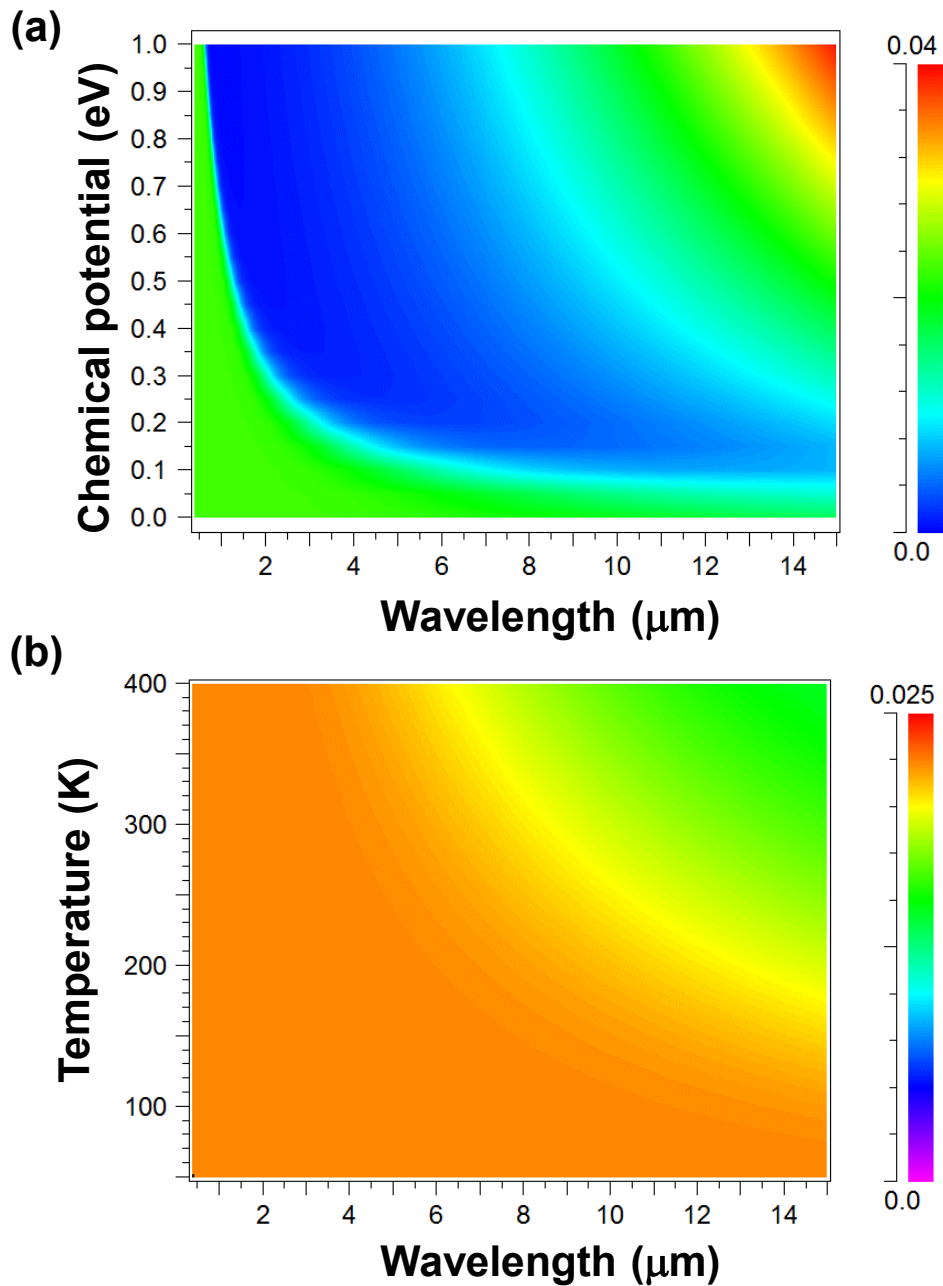 (a)
1.0
0.9
0.8
0.7
0.6
0.5
0.4
0.3
0.2
0.1
0.0
Chemical potential (eV)
2 4 6 8 10 12 14
Wavelength (μm)
0.04
0.0
(b)
400
300
200
100
Temperature (K)
2 4 6 8 10 12 14
Wavelength (μm)
0.025
0.0